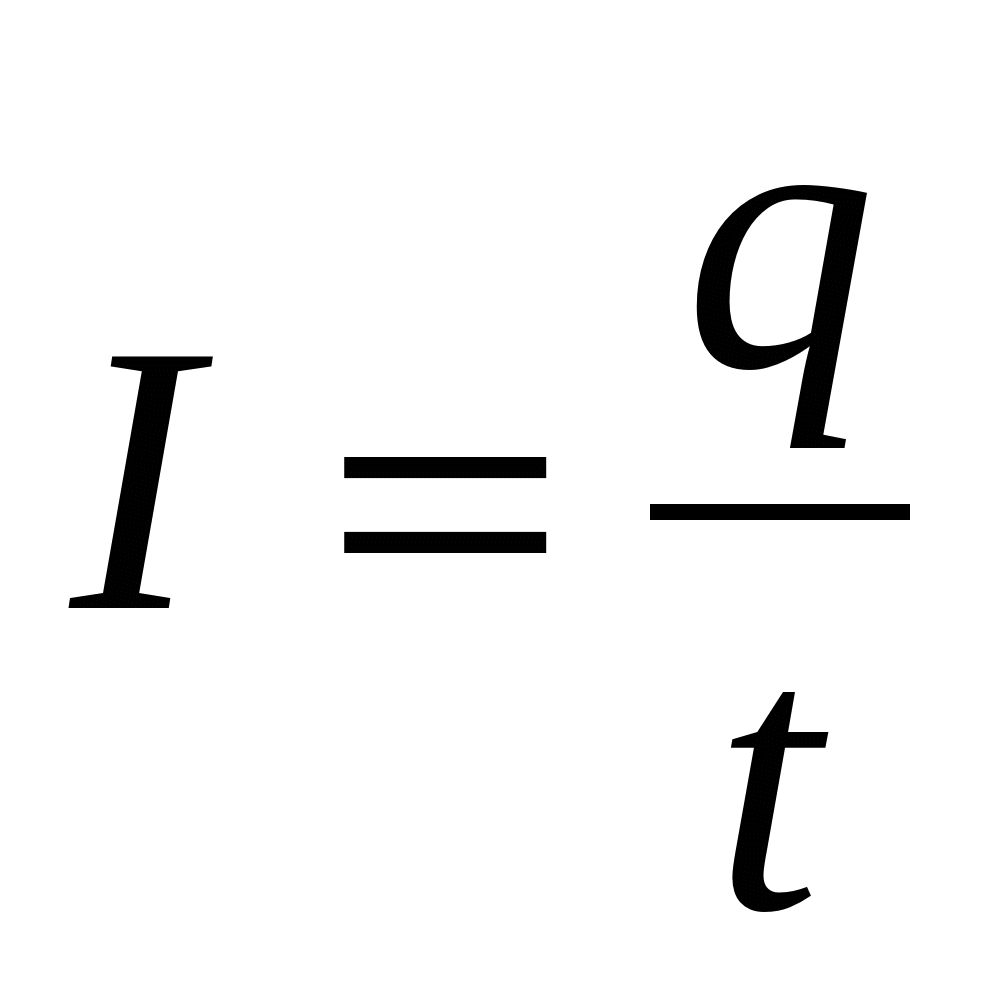 I = q/t